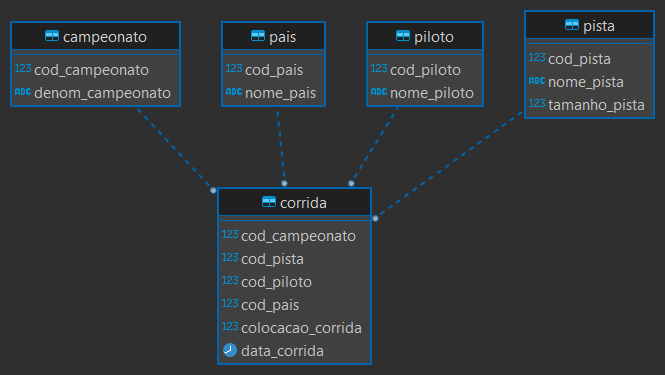 campeonato
123 cod_campeonato
ABC denom_campeonato
pais
123 cod_pais
ABC nome_pais
piloto
123 cod_piloto
ABC nome_piloto
pista
123 cod_pista
ABC nome_pista
123 tamanho_pista
corrida
123 cod_campeonato
123 cod_pista
123 cod_piloto
123 cod_pais
123 colocacao_corrida
data_corrida